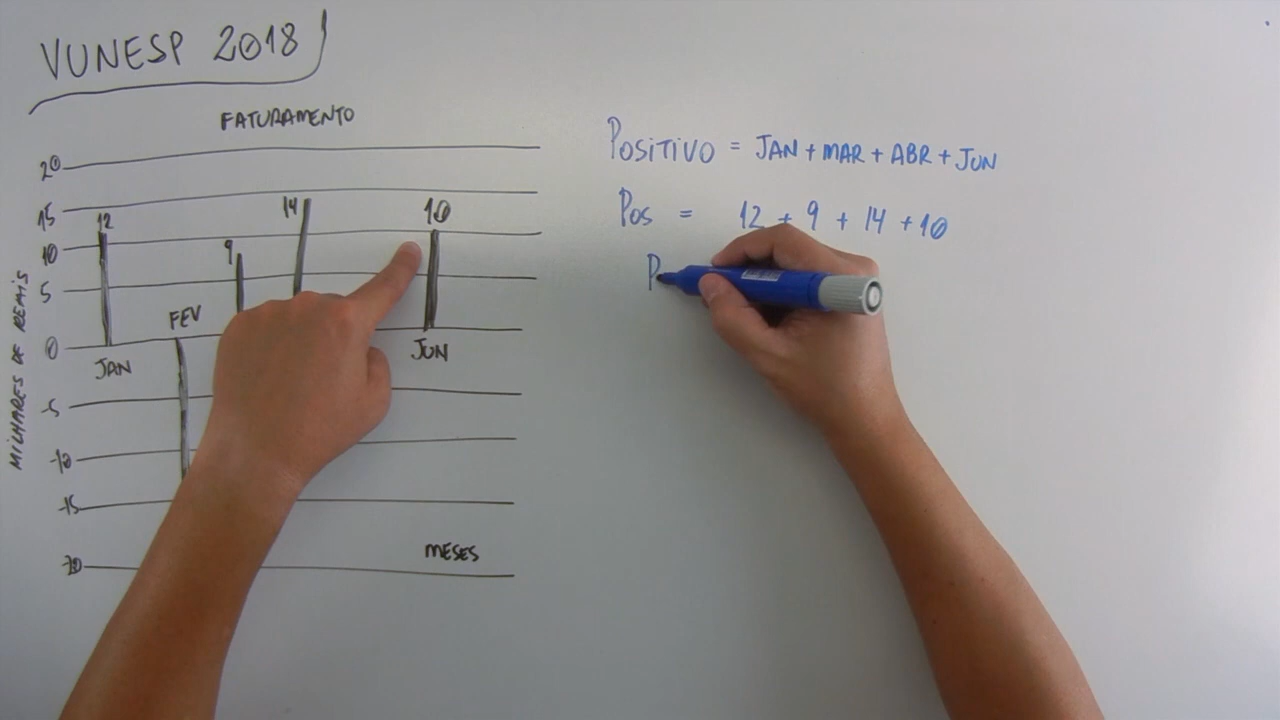 VUNESP 2018
FATURAMENTO
20
15
10
5
0
-5
-10
-15
-20
MILHARES DE REAIS
12
9
14
10
JAN
FEV
JUN
MESES
POSITIVO = JAN + MAR + ABR + JUN
POS = 12 + 9 + 14 + 10
P